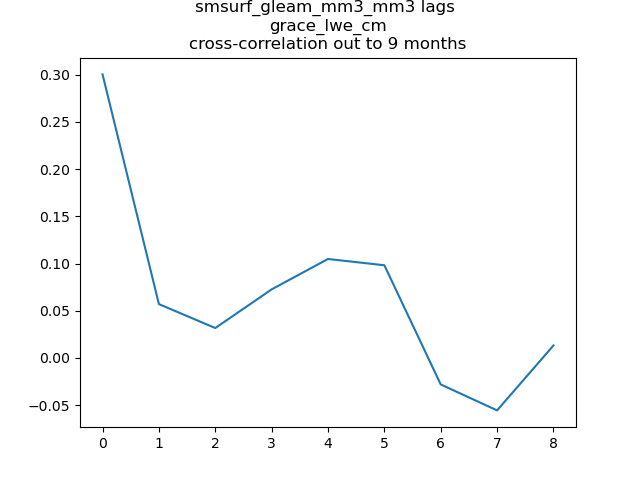 smsurf_gleam_mm3_mm3 lags
grace_lwe_cm
cross-correlation out to 9 months
0.30
0.25
0.20
0.15
0.10
0.05
0.00
−0.05
0 1 2 3 4 5 6 7 8